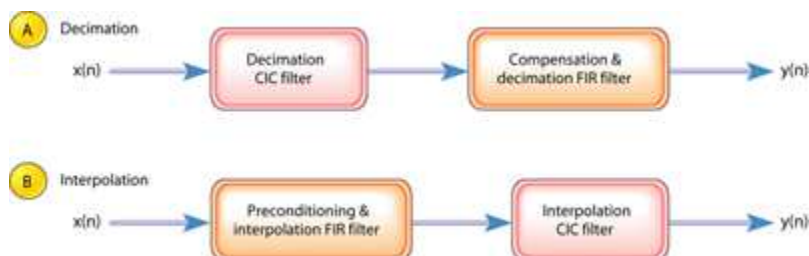 A Decimation
x(n)
Decimation
CIC filter
Compensation &
decimation FIR filter
y(n)
B Interpolation
x(n)
Preconditioning &
interpolation FIR filter
Interpolation
CIC filter
y(n)